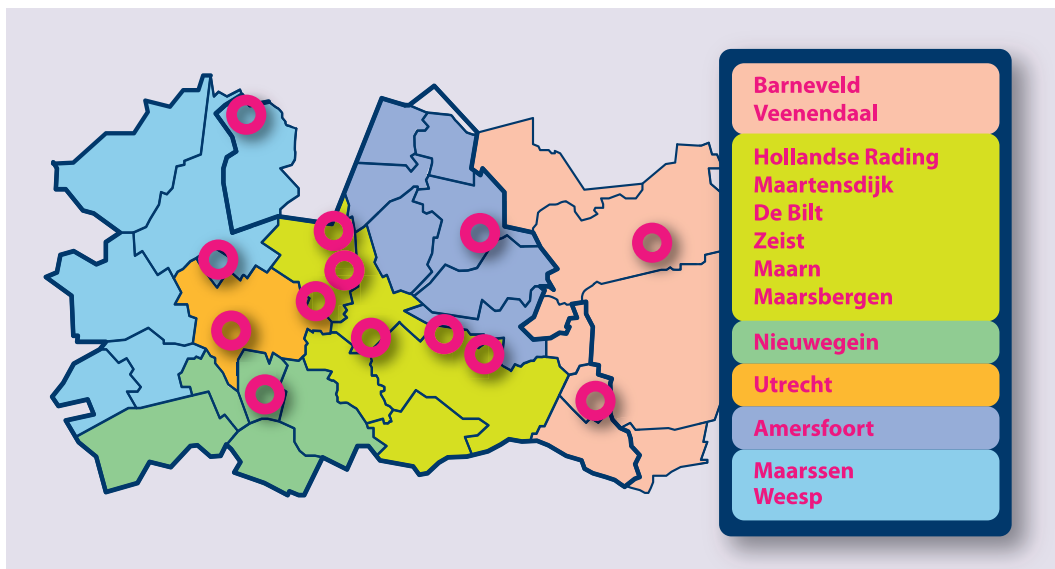 Barneveld
Veenendaal
Hollandse Rading
Maartensdijk
De Bilt
Zeist
Maarn
Maarsbergen
Nieuwegein
Utrecht
Amersfoort
Maarssen
Weesp